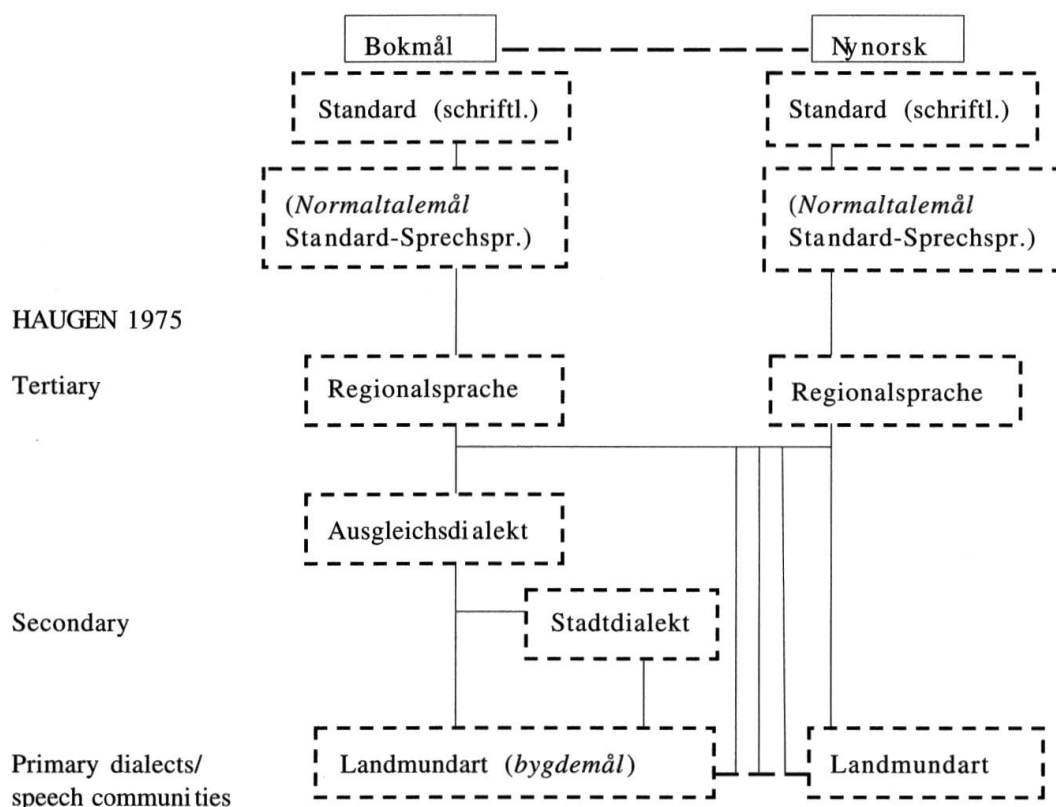 Bokmål
Nynorsk
Standard (schriftl.)
Standard (schriftl.)
(Normaltalemål
Standard-Sprechspr.)
(Normaltalemål
Standard-Sprechspr.)
HAUGEN 1975
Tertiary
Regionalsprache
Regionalsprache
Ausgleichsdialekt
Secondary
Stadtdialekt
Primary dialects/
speech communities
Landmundart (bygdemål)
Landmundart